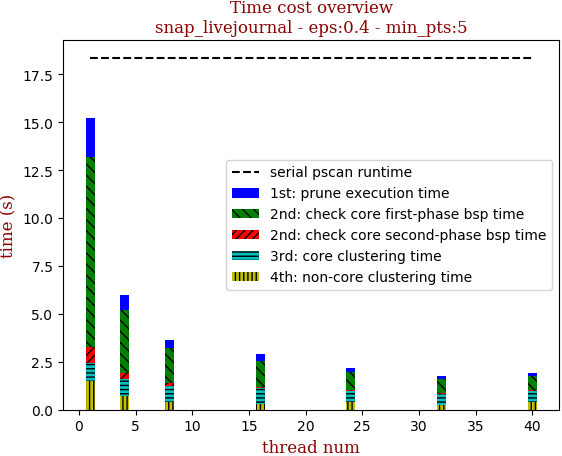 Time cost overview
snap_livejournal - eps:0.4 - min_pts:5
time (s)
17.5
15.0
12.5
10.0
7.5
5.0
2.5
0.0
serial pscan runtime
1st: prune execution time
2nd: check core first-phase bsp time
2nd: check core second-phase bsp time
3rd: core clustering time
4th: non-core clustering time
0 5 10 15 20 25 30 35 40
thread num